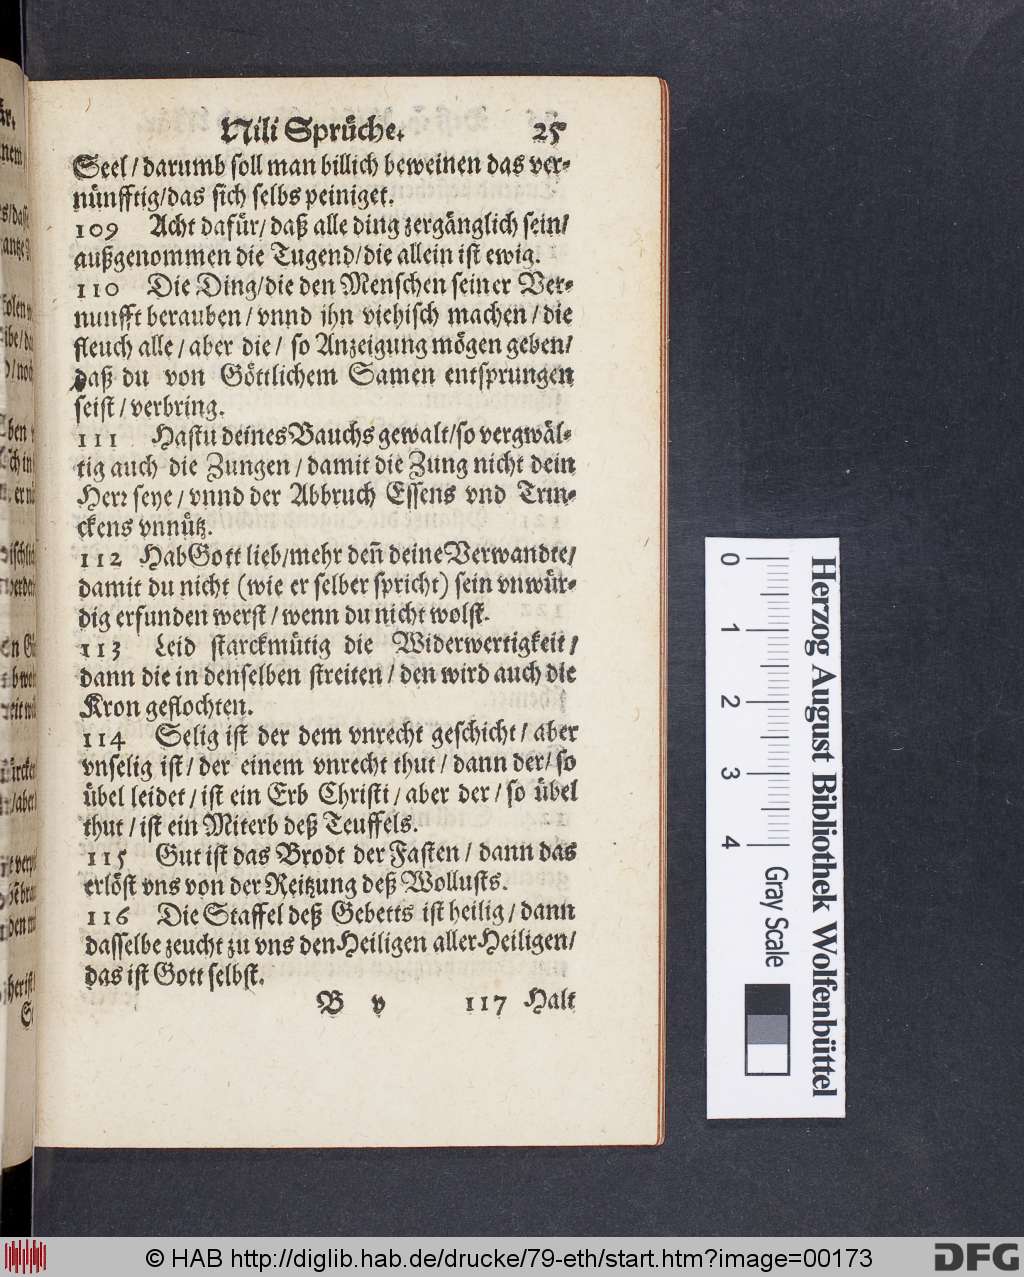 Nili Sprüche. 25
Seel / darumb soll man billich beweinen das ver-
nünfftig/das sich selbs peiniget.
109 Acht dafür/ daß alle ding zergänglich sein/
außgenommen die Tugend/die allein ist ewig.
110 Die Ding/die den Menschen seiner Ver-
nunfft berauben / vnnd jhn viehisch machen / die
fleuch alle / aber die / so Anzeigung mögen geben/
daß du von Göttlichem Samen entsprungen
seist / verbring.
111 Hastu deines Bauchs gewalt/so vergwäl-
tig auch die Zungen / damit die Zung nicht dein
Herr seye / vnnd der Abbruch Essens vnd Trin-
ckens vnnütz.
112 Hab Gott lieb/mehr deñ deine Verwandte/
damit du nicht (wie er selber spricht) sein vnwür-
dig erfunden werst / wenn du nicht wolst.
113 Leid starckmütig die Widerwertigkeit /
dann die in denselben streiten / den wird auch die
Kron geflochten.
114 Selig ist der dem vnrecht geschicht / aber
vnselig ist / der einem vnrecht thut / dann der/ so
übel leidet / ist ein Erb Christi / aber der / so übel
thut / ist ein Miterb deß Teuffels.
115 Gut ist das Brodt der Fasten / dann das
erlöst vns von der Reitzung deß Wollusts.
116 Die Staffel deß Gebetts ist heilig / dann
dasselbe zeucht zu vns den Heiligen aller Heiligen/
das ist Gott selbst.
B v 117 Halt
0 1 2 3 4
Gray Scale
Herzog August Bibliothek Wolfenbüttel
© HAB http://diglib.hab.de/drucke/79-eth/start.htm?image=00173
DFG